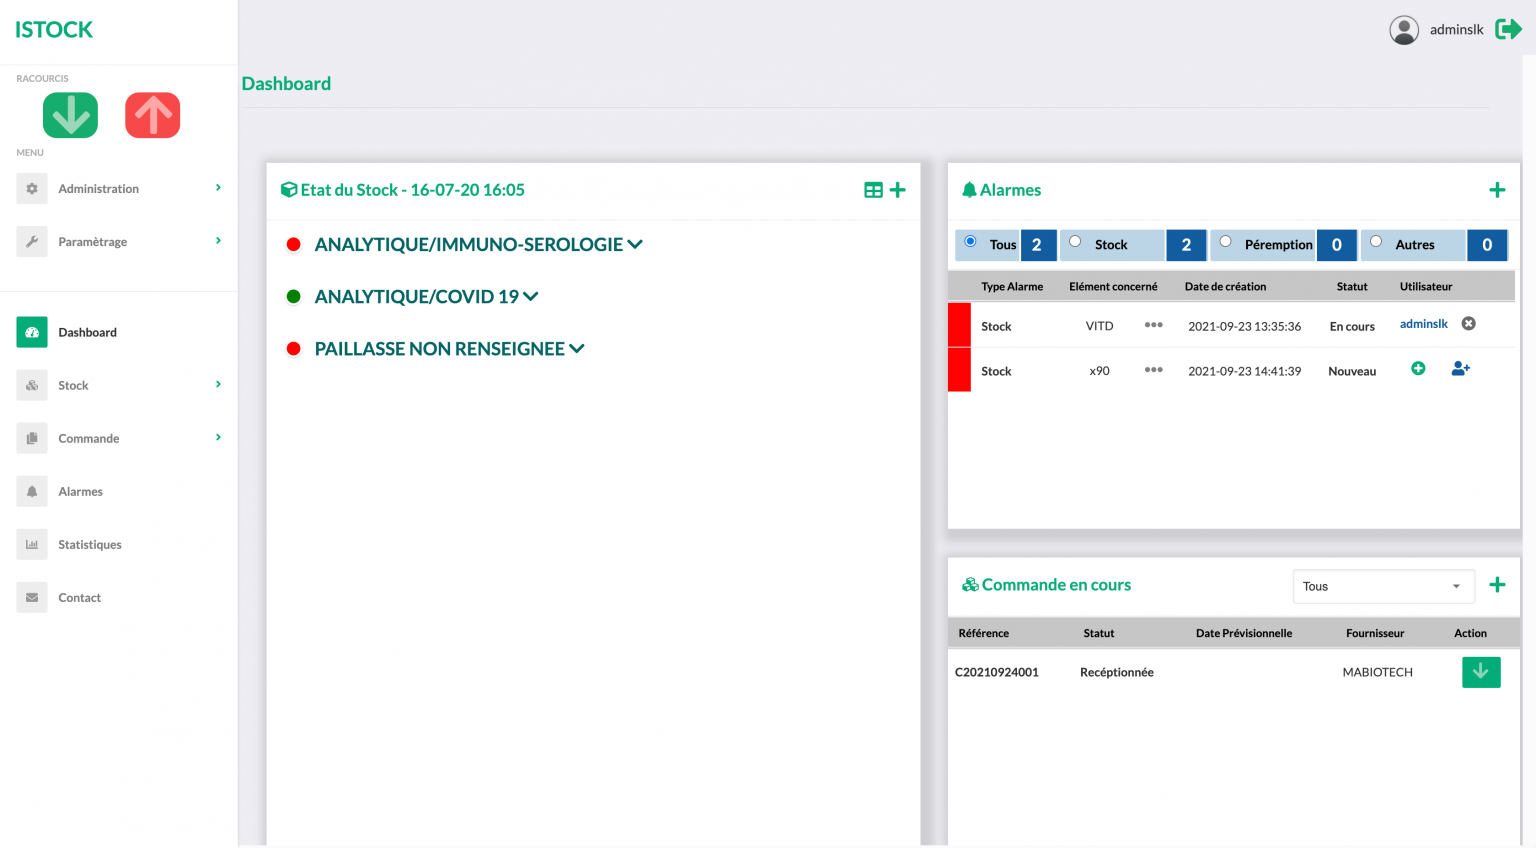 ISTOCK
adminslk
RACOURCIS
MENU
Administration
Paramètrage
Dashboard
Stock
Commande
Alarmes
Statistiques
Contact
Dashboard
Etat du Stock - 16-07-20 16:05
ANALYTIQUE/IMMUNO-SEROLOGIE
ANALYTIQUE/COVID 19
PAILLASSE NON RENSEIGNEE
Alarmes
Tous 2 Stock 2 Péremption 0 Autres 0
Type Alarme Elément concerné Date de création Statut Utilisateur
Stock VITD 2021-09-23 13:35:36 En cours adminslk
Stock x90 2021-09-23 14:41:39 Nouveau
Commande en cours Tous
Référence Statut Date Prévisionnelle Fournisseur Action
C20210924001 Recéptionnée MABIOTECH